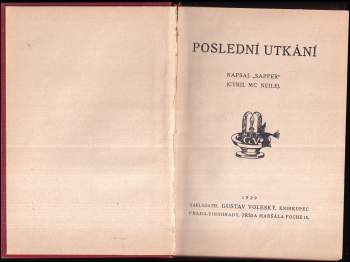 POSLEDNÍ UTKÁNÍ
NAPSAL „SAPPER"
(CYRIL MC NEILE).
G V
1929
NAKLADATEL GUSTAV VOLESKÝ, KNIHKUPEC
PRAHA-VINOHRADY, TŘÍDA MARŠÁLA FOCHE 18.